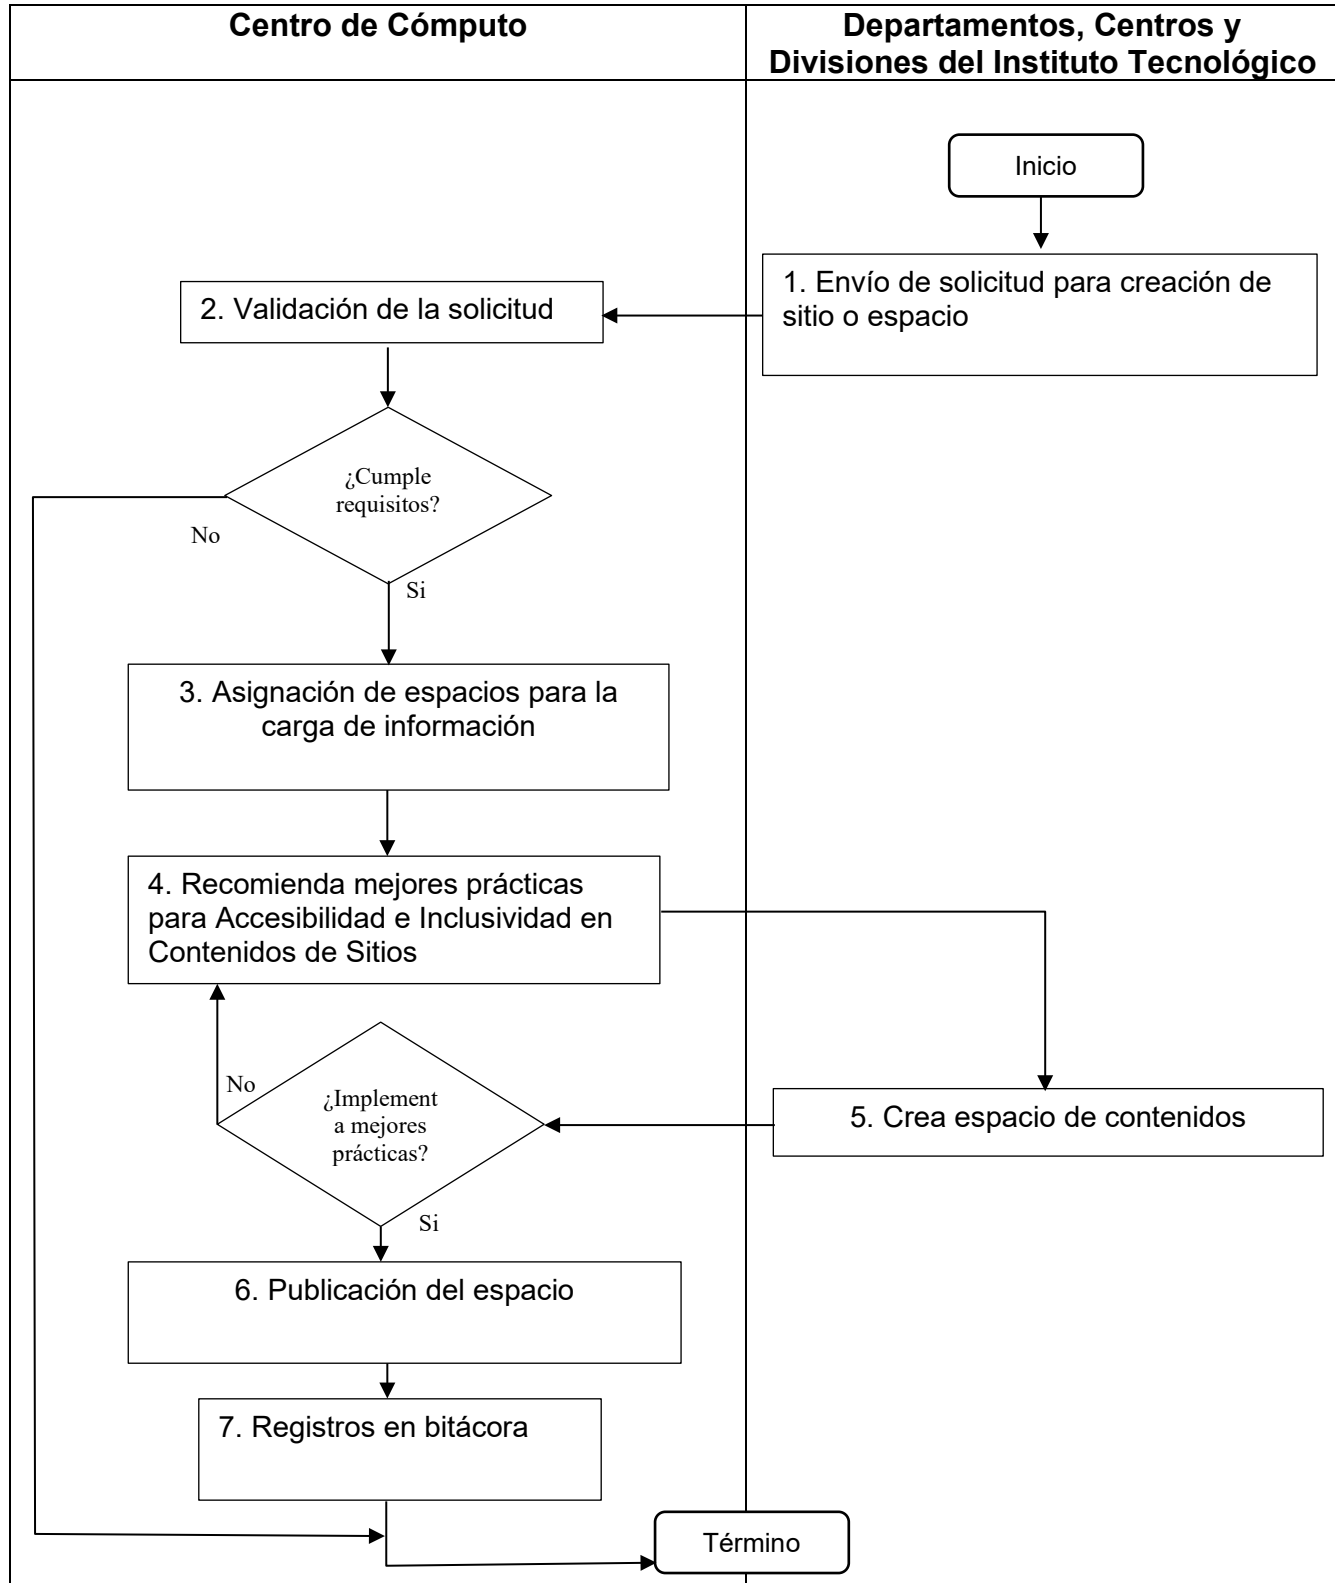 Centro de Cómputo
Departamentos, Centros y
Divisiones del Instituto Tecnológico
Inicio
1. Envío de solicitud para creación de
sitio o espacio
2. Validación de la solicitud
¿Cumple
requisitos?
No
Si
3. Asignación de espacios para la
carga de información
4. Recomienda mejores prácticas
para Accesibilidad e Inclusividad en
Contenidos de Sitios
No
¿Implement
a mejores
prácticas?
5. Crea espacio de contenidos
Si
6. Publicación del espacio
7. Registros en bitácora
Término